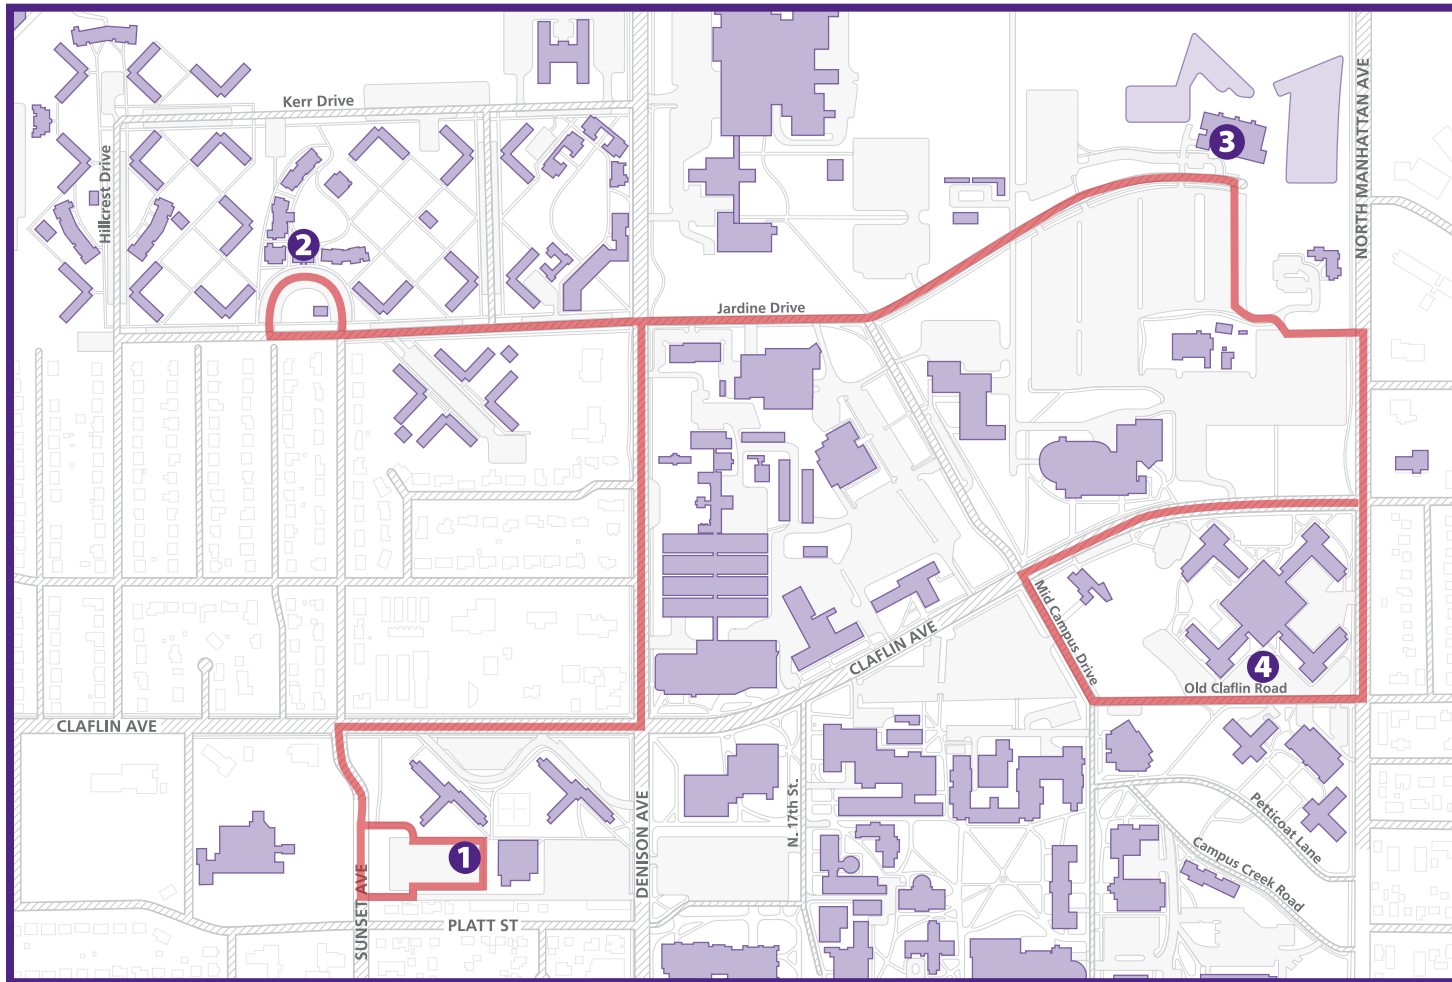 Kerr Drive
Hillcrest Drive
NORTH MANHATTAN AVE
3
2
Jardine Drive
Mid Campus Drive
CLAFLIN AVE
4
Old Claflin Road
CLAFLIN AVE
1
SUNSET AVE
DENISON AVE
N. 17th St.
Petticoat Lane
Campus Creek Road
PLATT ST